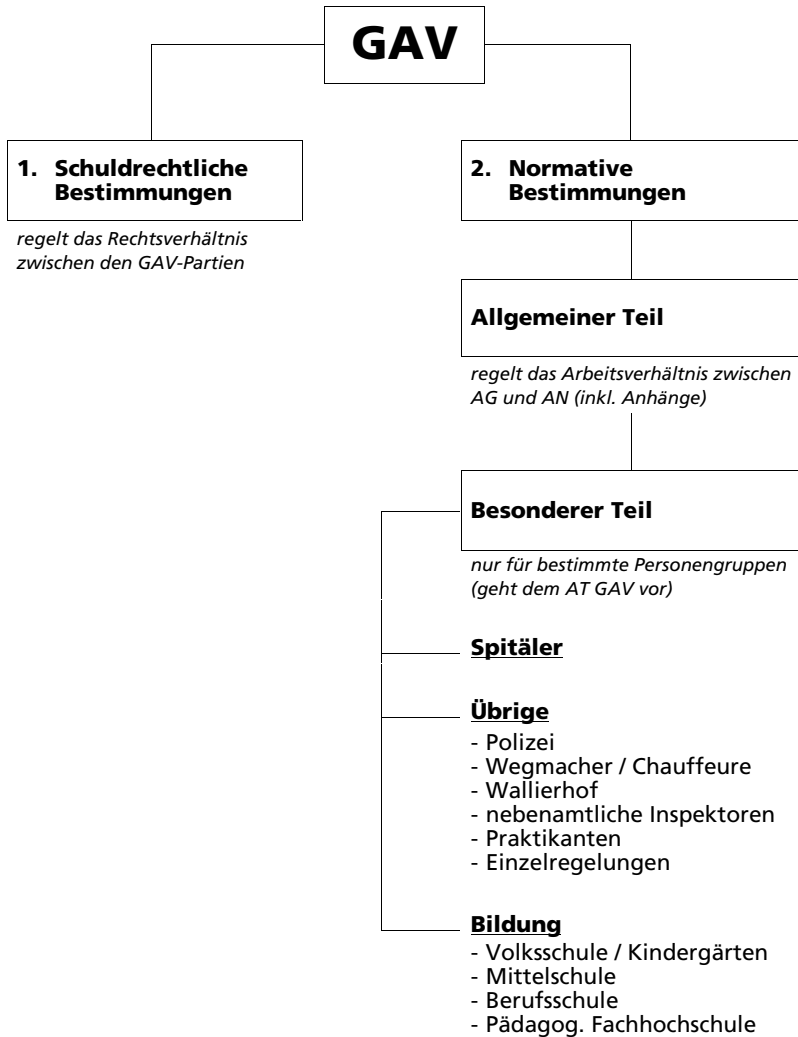 GAV
1. Schuldrechtliche
Bestimmungen
regelt das Rechtsverhältnis
zwischen den GAV-Partien
2. Normative
Bestimmungen
Allgemeiner Teil
regelt das Arbeitsverhältnis zwischen
AG und AN (inkl. Anhänge)
Besonderer Teil
nur für bestimmte Personengruppen
(geht dem AT GAV vor)
Spitäler
Übrige
- Polizei
- Wegmacher / Chauffeure
- Wallierhof
- nebenamtliche Inspektoren
- Praktikanten
- Einzelregelungen
Bildung
- Volksschule / Kindergärten
- Mittelschule
- Berufsschule
- Pädagog. Fachhochschule